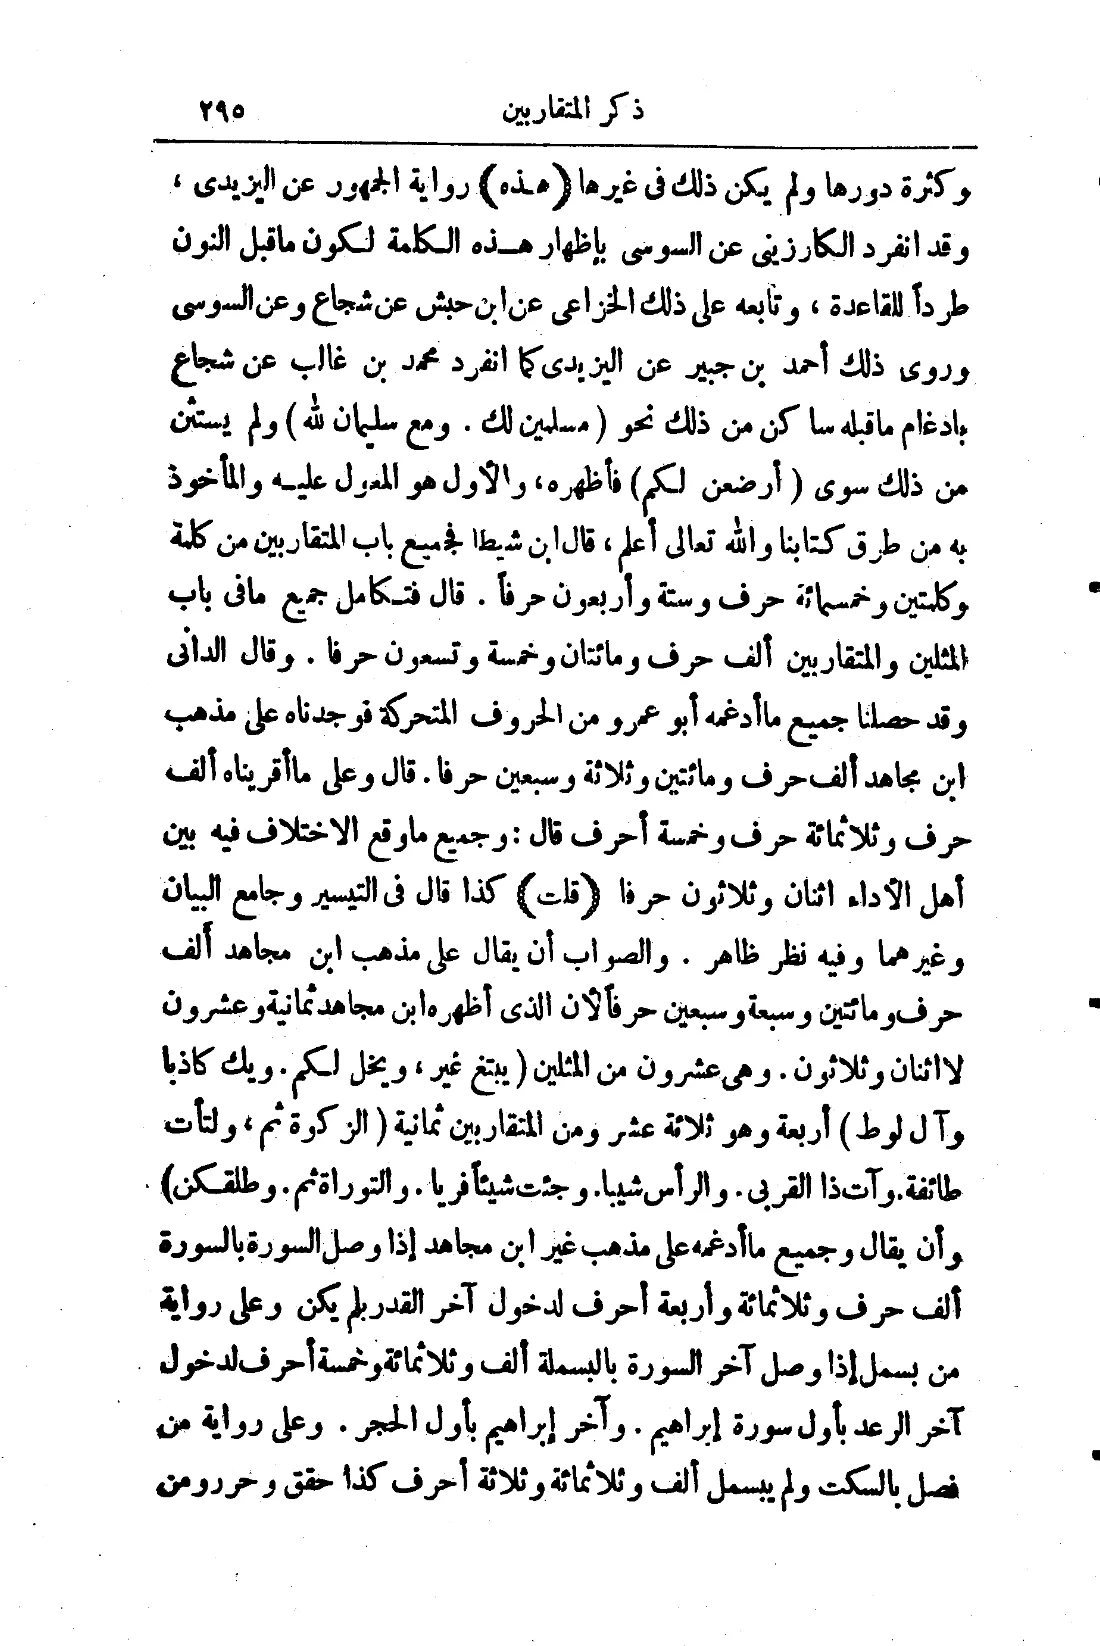 ذكر المتقاربين ٢٩٥
وكثرة دورها ولم يكن ذلك فى غيرها (هذه) رواية الجمهور عن اليزيدى ،
وقد انفرد الكارزينى عن السوسى بإظهار هذه الكلمة لكون ماقبل النون
طرداً للقاعدة ، وتابعه على ذلك الخزاعى عن ابن حبش عن شجاع وعن السوسى
وروى ذلك أحمد بن جبير عن اليزيدى كما انفرد محمد بن غالب عن شجاع
بادغام ماقبله ساكن من ذلك نحو (مسلمين لك . ومع سليمان لله) ولم يستثن
من ذلك سوى (أرضعن لكم) فأظهره، والأول هو المعول عليه والمأخوذ
به من طرق كتابنا والله تعالى أعلم ، قال ابن شيطا فجميع باب المتقاربين من كلمة
وكلمتين وخمسمائة حرف وستة وأربعون حرفاً . قال فتكامل جميع مافى باب
المثلين والمتقاربين ألف حرف ومائتان وخمسة وتسعون حرفا . وقال الدانى
وقد حصلنا جميع ماأدغمه أبو عمرو من الحروف المتحركة فوجدناه على مذهب
ابن مجاهد ألف حرف ومائتين وثلاثة وسبعين حرفا . قال وعلى ماأقريناه ألف
حرف وثلاثمائة حرف وخمسة أحرف قال : وجميع ماوقع الاختلاف فيه بين
أهل الأداء اثنان وثلاثون حرفا (قلت) كذا قال فى التيسير وجامع البيان
وغيرهما وفيه نظر ظاهر . والصواب أن يقال على مذهب ابن مجاهد ألف
حرف ومائتين وسبعة وسبعين حرفاً لأن الذى أظهره ابن مجاهد ثمانية وعشرون
لا اثنان وثلاثون . وهى عشرون من المثلين (يبتغ غير ، ويخل لكم . ويك كاذبا
وآل لوط) أربعة وهو ثلاثة عشر ومن المتقاربين ثمانية (الزكوة ثم ، ولتأت
طائفة . وآت ذا القربى . والرأس شيبا . وجئت شيئاً فريا . والتوراة ثم . وطلقكن)
وأن يقال وجميع ماأدغمه على مذهب غير ابن مجاهد إذا وصل السورة بالسورة
ألف حرف وثلاثمائة وأربعة أحرف لدخول آخر القدر بلم يكن وعلى رواية
من بسمل إذا وصل آخر السورة بالبسملة ألف وثلاثمائة وخمسة أحرف لدخول
آخر الرعد بأول سورة إبراهيم . وآخر إبراهيم بأول الحجر . وعلى رواية من
فصل بالسكت ولم يبسمل ألف وثلاثمائة وثلاثة أحرف كذا حقق وحرر ومن